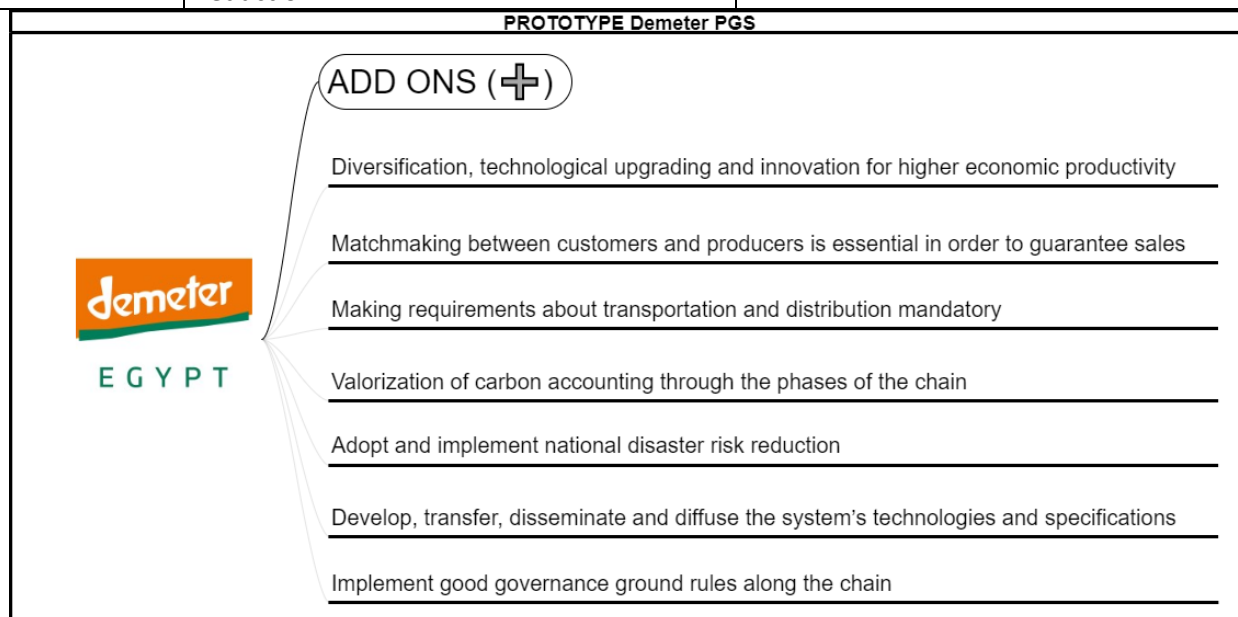 PROTOTYPE Demeter PGS
ADD ONS (+)
Diversification, technological upgrading and innovation for higher economic productivity
Matchmaking between customers and producers is essential in order to guarantee sales
Making requirements about transportation and distribution mandatory
demeter
EGYPT
Valorization of carbon accounting through the phases of the chain
Adopt and implement national disaster risk reduction
Develop, transfer, disseminate and diffuse the system's technologies and specifications
Implement good governance ground rules along the chain